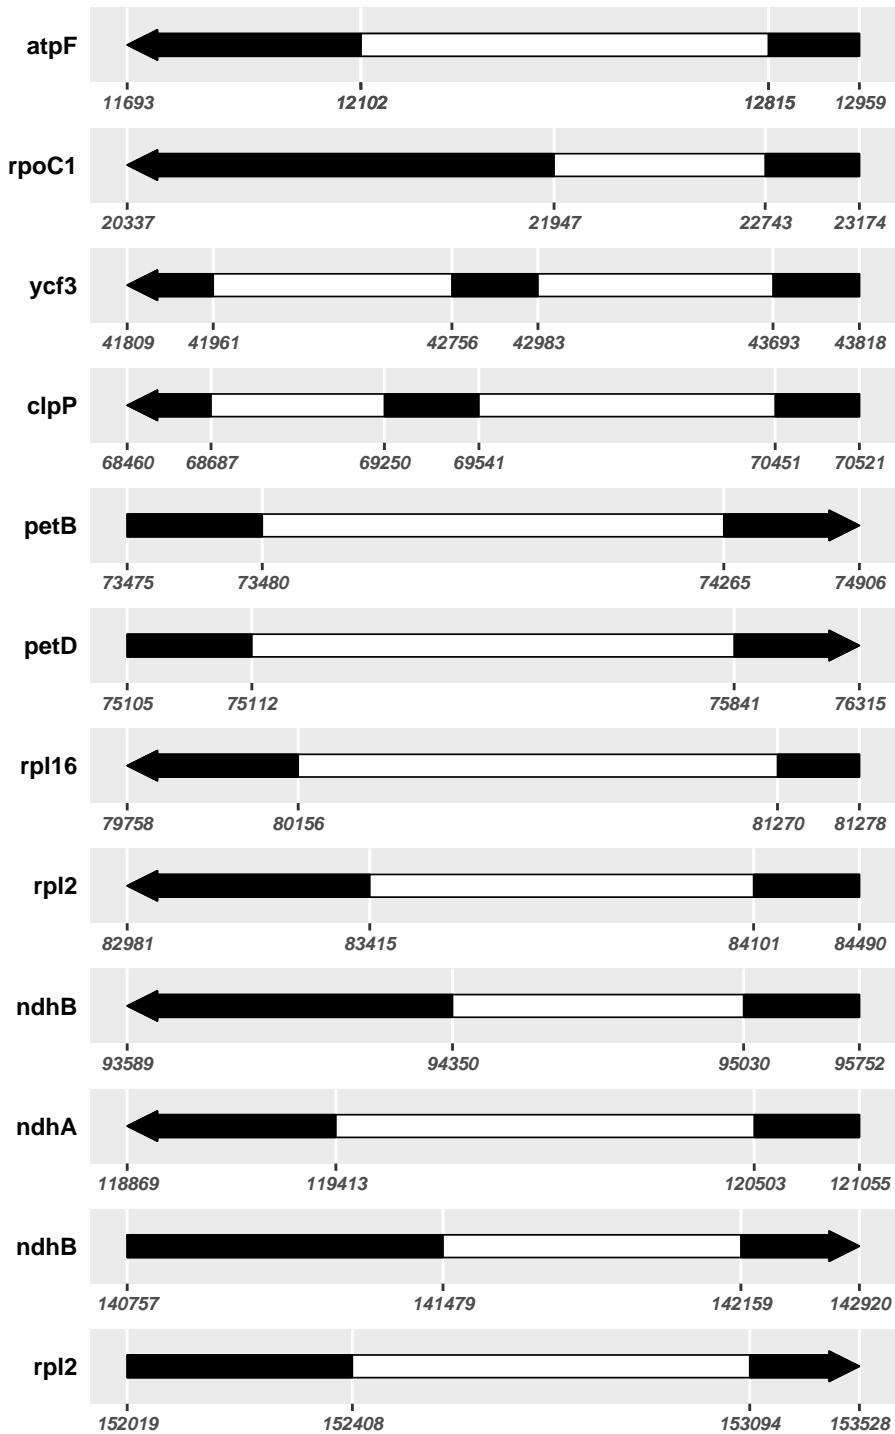 atpF
11693 12102 12815 12959
rpoC1
20337 21947 22743 23174
ycf3
41809 41961 42756 42983 43693 43818
clpP
68460 68687 69250 69541 70451 70521
petB
73475 73480 74265 74906
petD
75105 75112 75841 76315
rpl16
79758 80156 81270 81278
rpl2
82981 83415 84101 84490
ndhB
93589 94350 95030 95752
ndhA
118869 119413 120503 121055
ndhB
140757 141479 142159 142920
rpl2
152019 152408 153094 153528